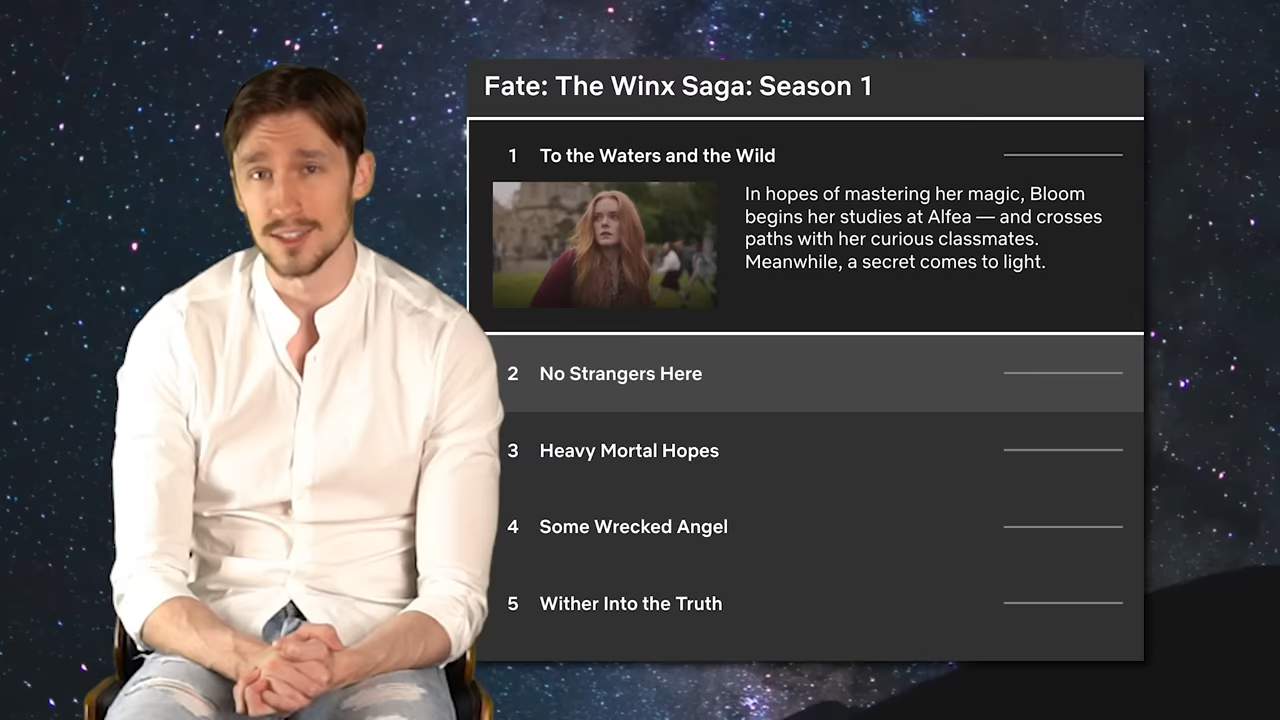 Fate: The Winx Saga: Season 1
1 To the Waters and the Wild
In hopes of mastering her magic, Bloom
begins her studies at Alfea — and crosses
paths with her curious classmates.
Meanwhile, a secret comes to light.
2 No Strangers Here
3 Heavy Mortal Hopes
4 Some Wrecked Angel
5 Wither Into the Truth